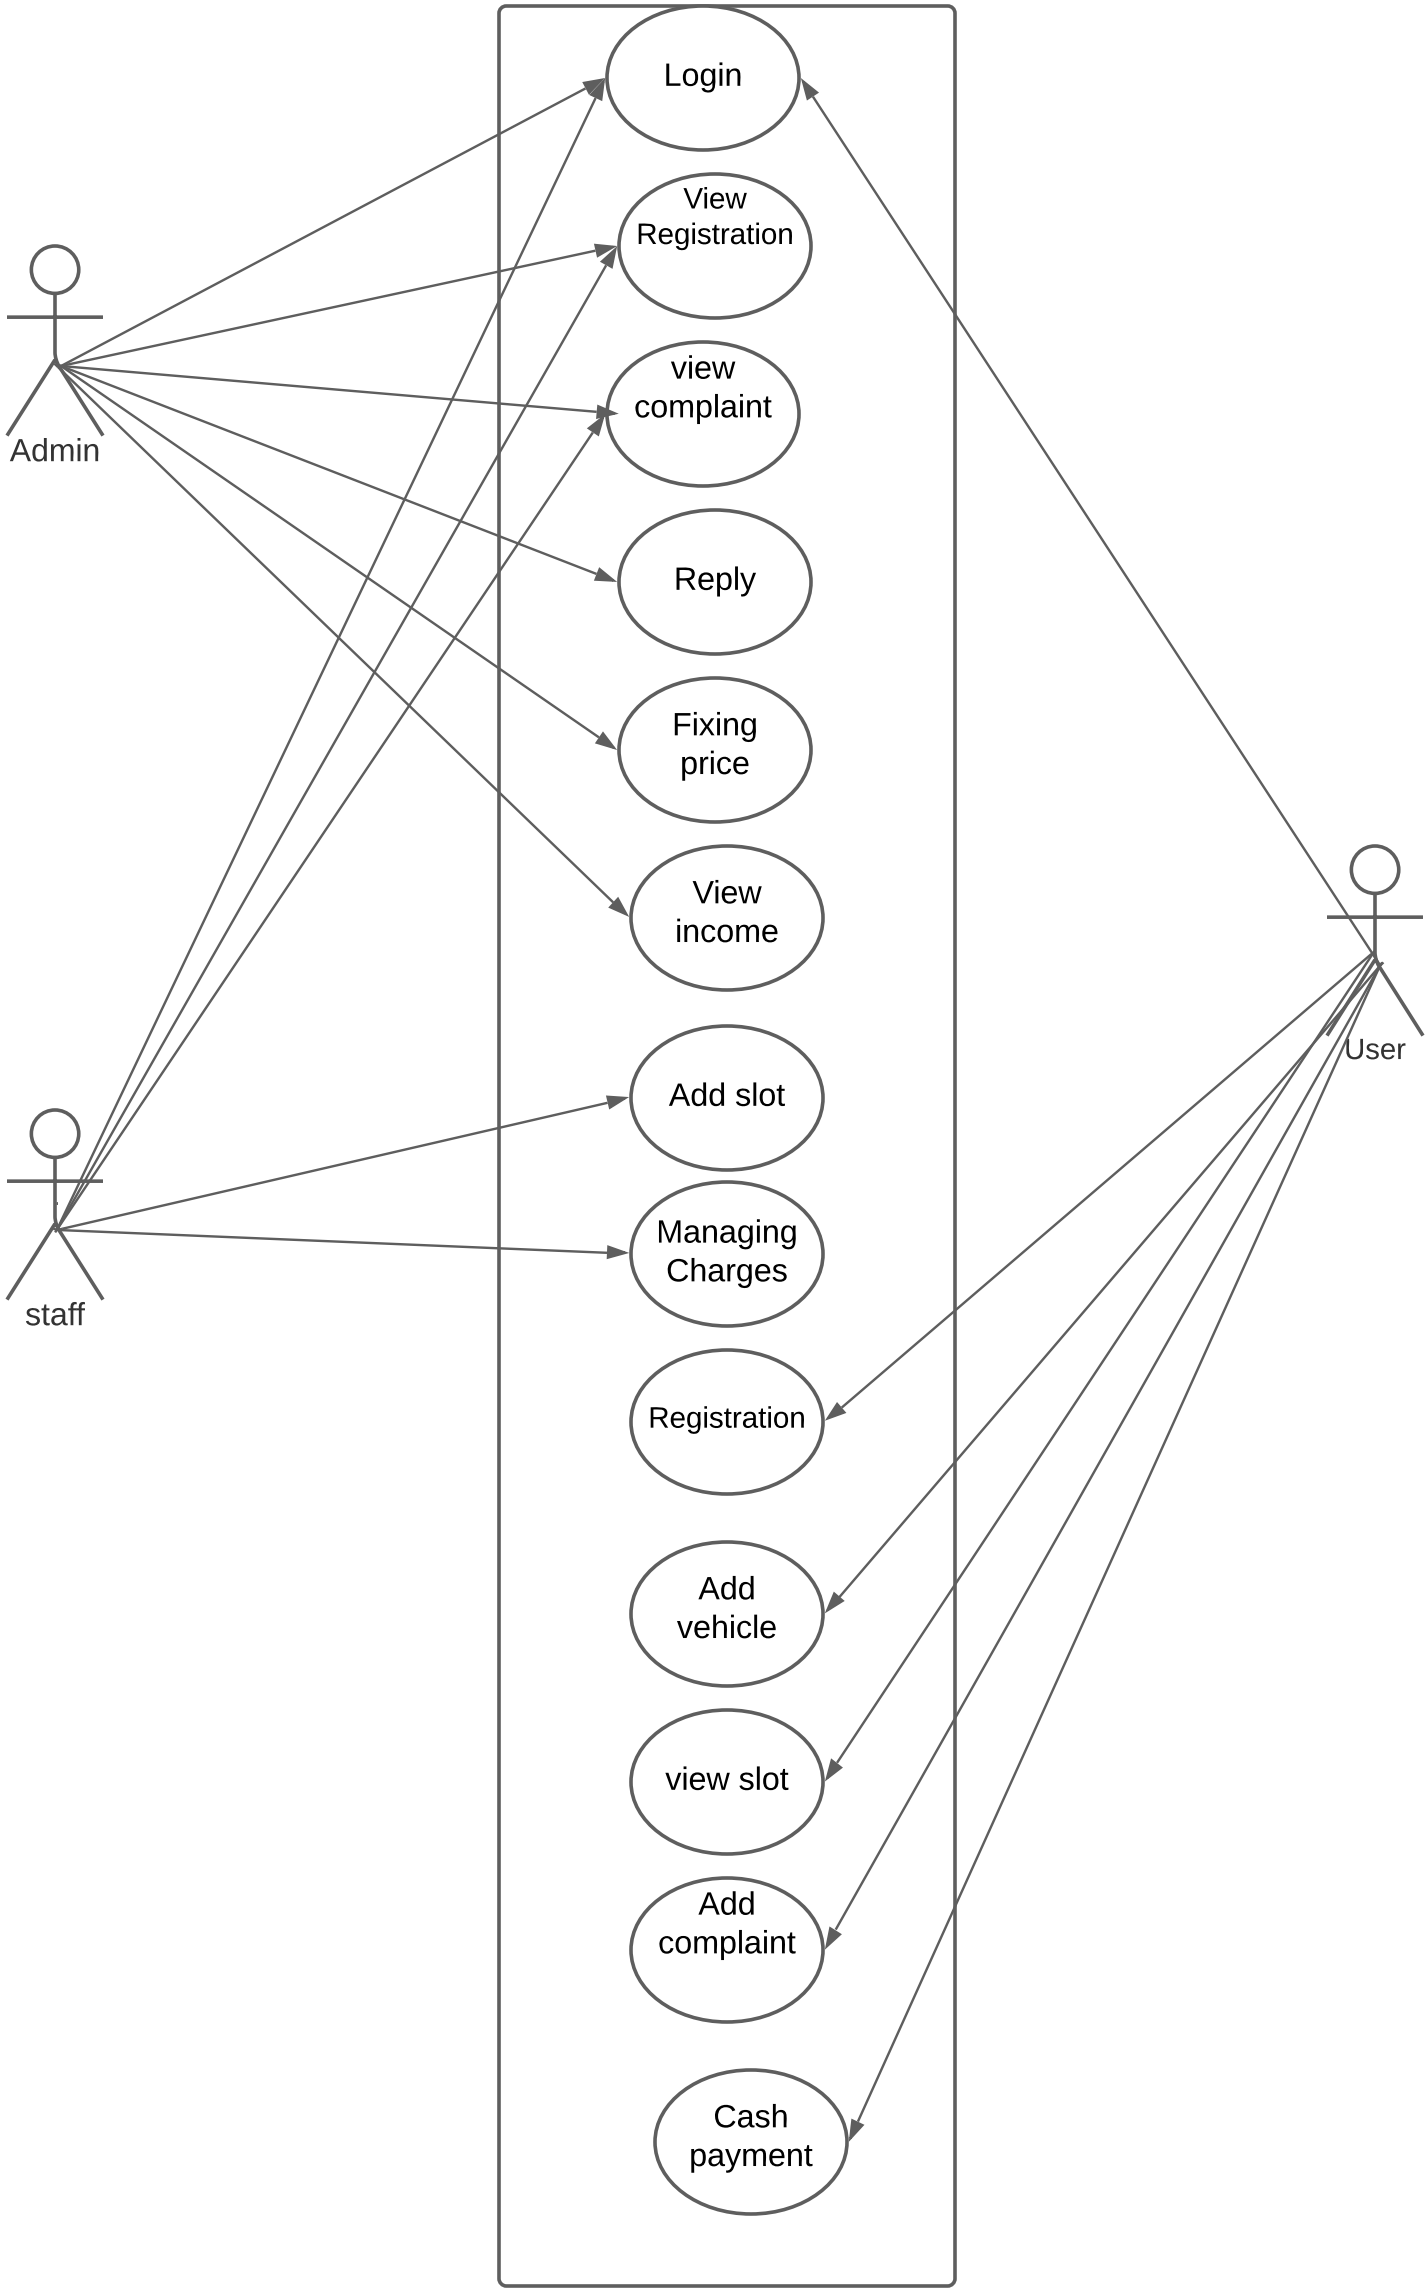 Login
View
Registration
view
complaint
Admin
Reply
Fixing
price
View
income
User
Add slot
Managing
Charges
staff
Registration
Add
vehicle
view slot
Add
complaint
Cash
payment